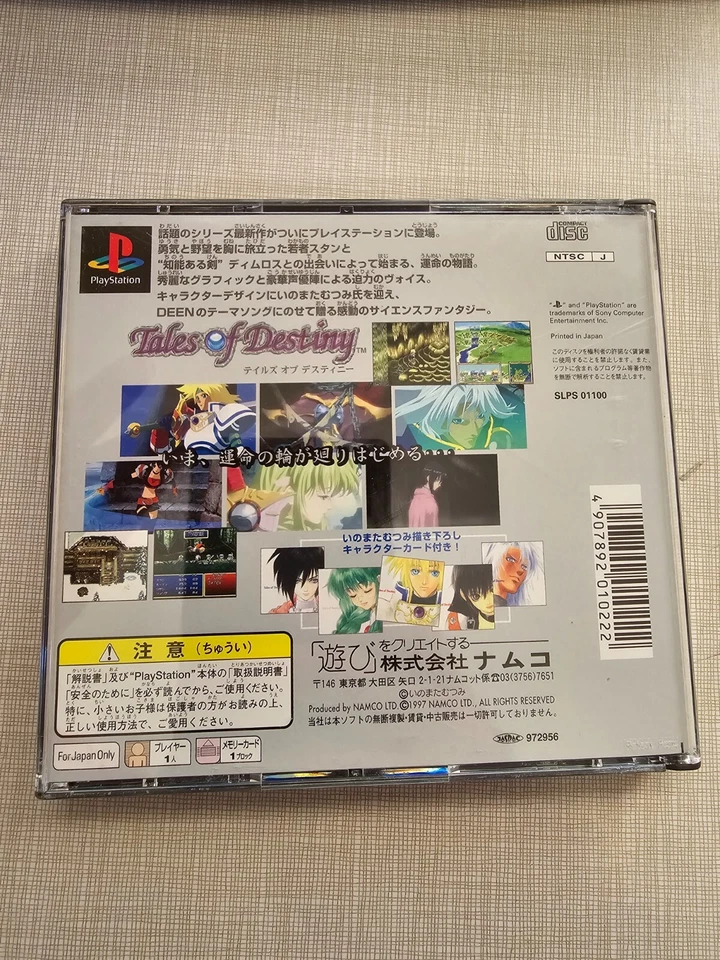 話題のシリーズ最新作がついにプレイステーションに登場。
勇気と野望を胸に旅立った若者スタンと
“知能ある剣”ディムロスとの出会いによって始まる、運命の物語。
秀麗なグラフィックと豪華声優陣による迫力のヴォイス。
キャラクターデザインにいのまたむつみ氏を迎え、
DEENのテーマソングにのせて贈る感動のサイエンスファンタジー。
PlayStation
COMPACT
disc
NTSC J
"PS" and "PlayStation" are
trademarks of Sony Computer
Entertainment Inc.
Printed in Japan
このディスクを権利者の許諾なく賃貸業
に使用することを禁止します。また、
ソフトに含まれるプログラム等著作物
を無断で解析することを禁止します。
SLPS 01100
Tales of Destiny™
テイルズ オブ デスティニー
いま、運命の輪が廻りはじめる…
4 907892 010222
いのまたむつみ描き下ろし
キャラクターカード付き!
「遊び」をクリエイトする
株式会社ナムコ
〒146 東京都 大田区 矢口 2-1-21ナムコット係☎03(3756)7651
©いのまたむつみ
Produced by NAMCO LTD ©1997 NAMCO LTD., ALL RIGHTS RESERVED
当社は本ソフトの無断複製・賃貸・中古販売は一切許可しておりません。
JASRAC 972956
注意(ちゅうい)
「解説書」及び“PlayStation”本体の「取扱説明書」
「安全のために」を必ず読んでから、ご使用ください。
特に、小さいお子様は保護者の方がお読みの上、
正しい使用方法で、ご愛用ください。
For Japan Only
プレイヤー
1人
メモリーカード
1ブロック